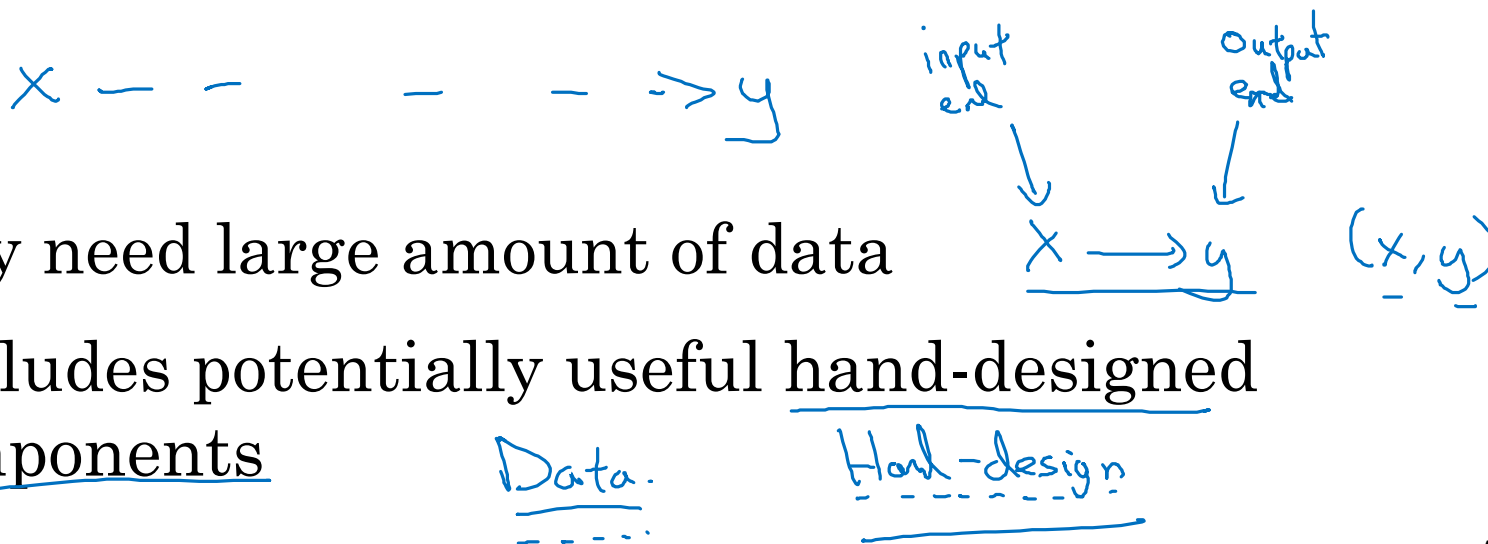 input output
end end
x - - - - -> y
y need large amount of data x → y (x, y)
ludes potentially useful hand-designed
ponents Data. Hand-design